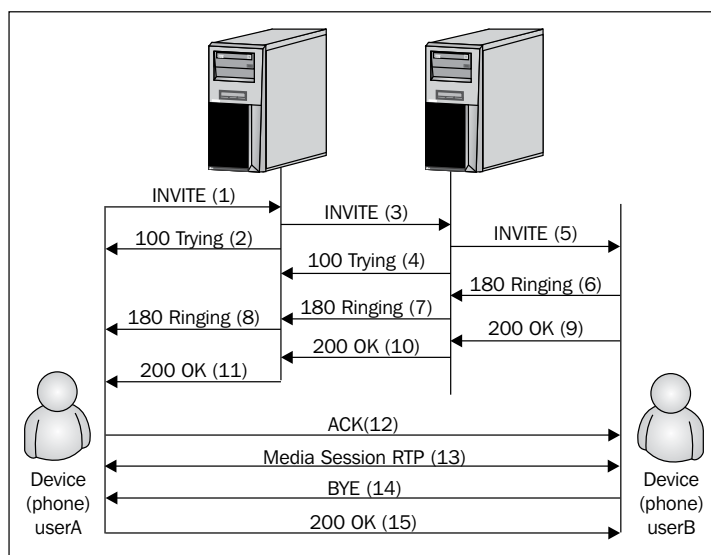 INVITE (1)
INVITE (3)
100 Trying (2)
INVITE (5)
100 Trying (4)
180 Ringing (6)
180 Ringing (7)
180 Ringing (8)
200 OK (9)
200 OK (10)
200 OK (11)
ACK(12)
Media Session RTP (13)
BYE (14)
200 OK (15)
Device
(phone)
userA
Device
(phone)
userB